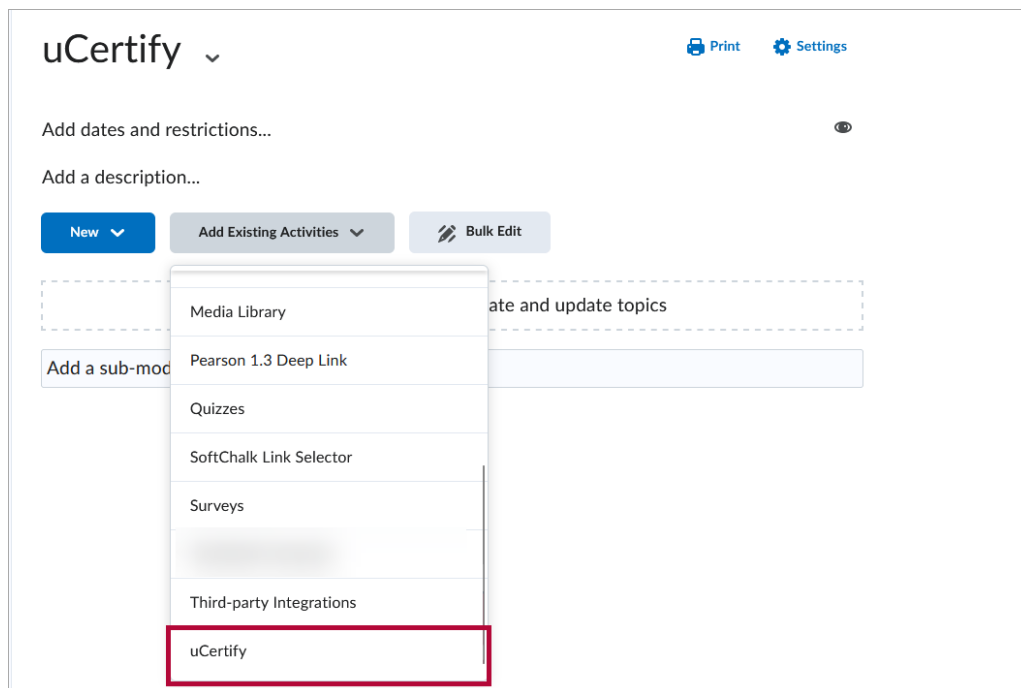 uCertify
Print
Settings
Add dates and restrictions...
Add a description...
New
Add Existing Activities
Bulk Edit
ate and update topics
Add a sub-mod
Media Library
Pearson 1.3 Deep Link
Quizzes
SoftChalk Link Selector
Surveys
Third-party Integrations
uCertify